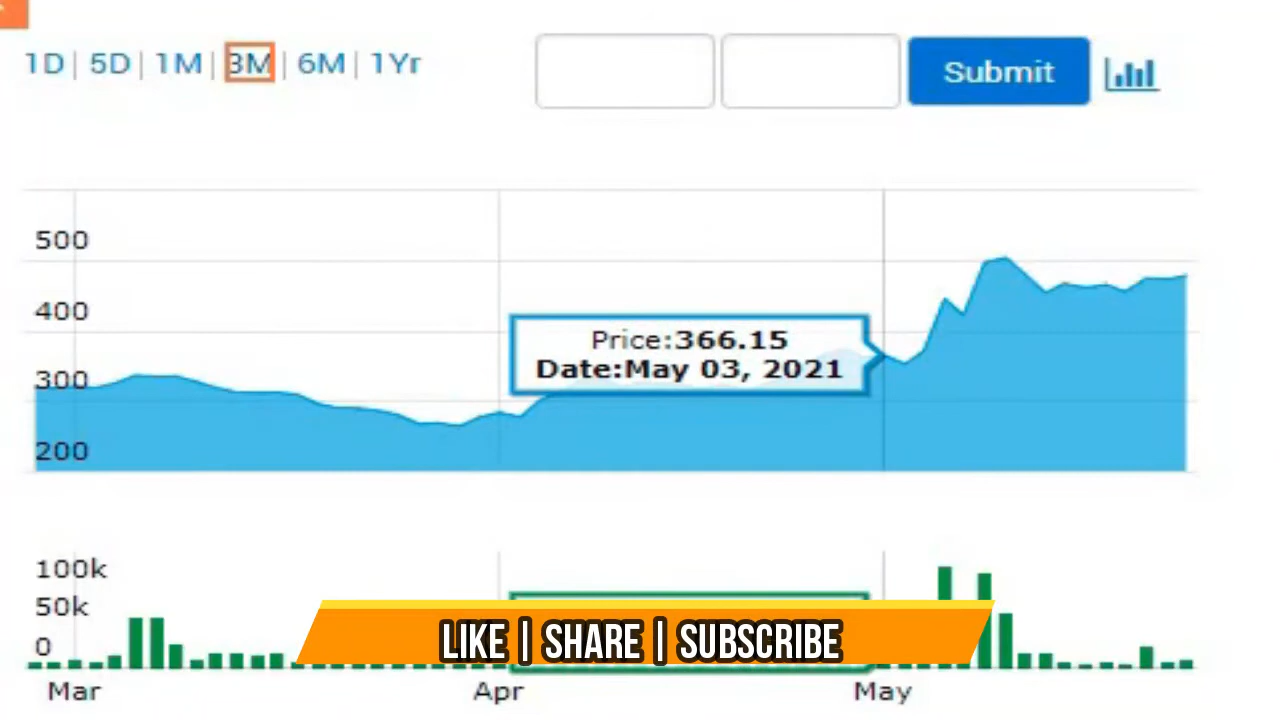 1D | 5D | 1M | 3M | 6M | 1Yr
Submit
500
400
300
200
Price:366.15
Date:May 03, 2021
100k
50k
0
LIKE | SHARE | SUBSCRIBE
Mar Apr May